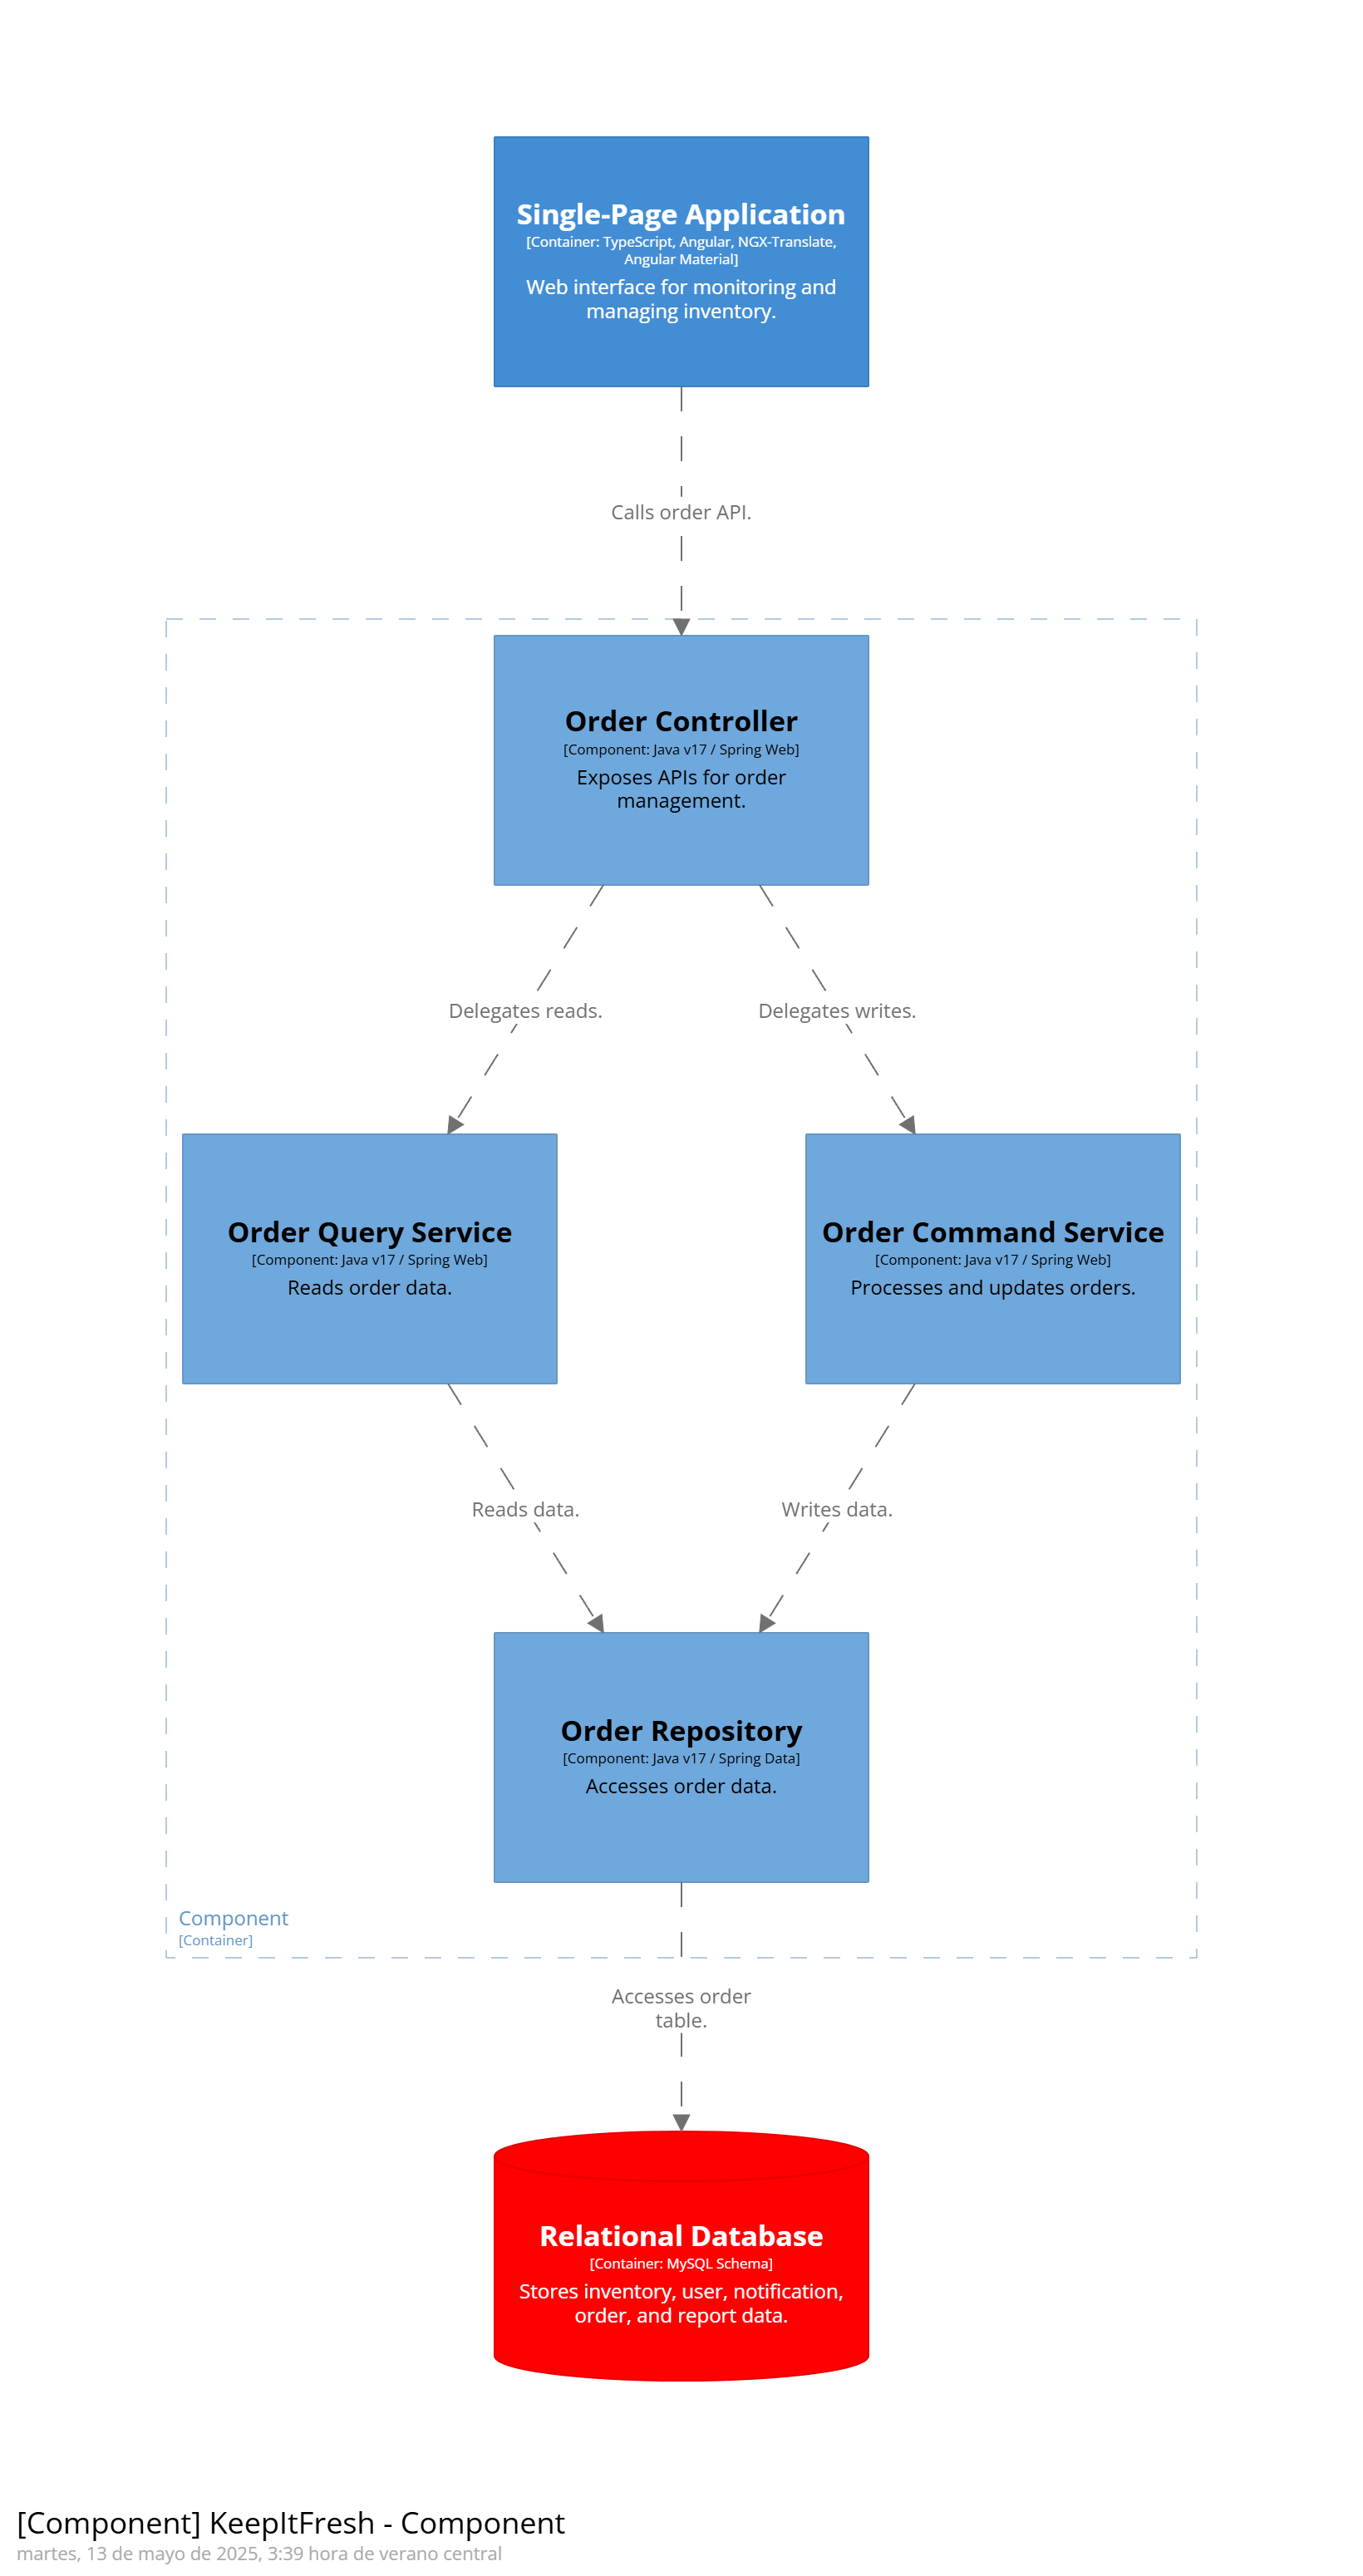 Single-Page Application
[Container: TypeScript, Angular, NGX-Translate,
Angular Material]
Web interface for monitoring and
managing inventory.
Calls order API.
Order Controller
[Component: Java v17 / Spring Web]
Exposes APIs for order
management.
Delegates reads.
Delegates writes.
Order Query Service
[Component: Java v17 / Spring Web]
Reads order data.
Order Command Service
[Component: Java v17 / Spring Web]
Processes and updates orders.
Reads data.
Writes data.
Order Repository
[Component: Java v17 / Spring Data]
Accesses order data.
Component
[Container]
Accesses order
table.
Relational Database
[Container: MySQL Schema]
Stores inventory, user, notification,
order, and report data.
[Component] KeepItFresh - Component
martes, 13 de mayo de 2025, 3:39 hora de verano central